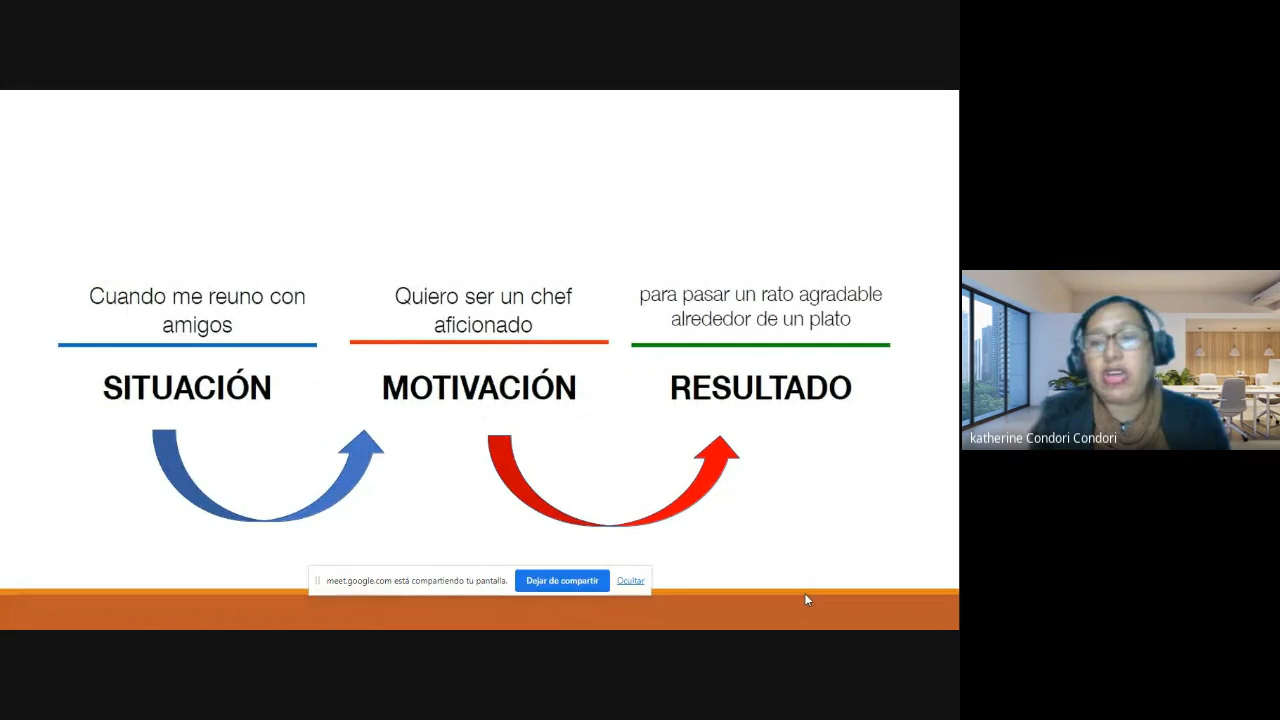 Cuando me reuno con
amigos
SITUACIÓN
Quiero ser un chef
aficionado
MOTIVACIÓN
para pasar un rato agradable
alrededor de un plato
RESULTADO
meet.google.com está compartiendo tu pantalla.
Dejar de compartir
Ocultar
katherine Condori Condori